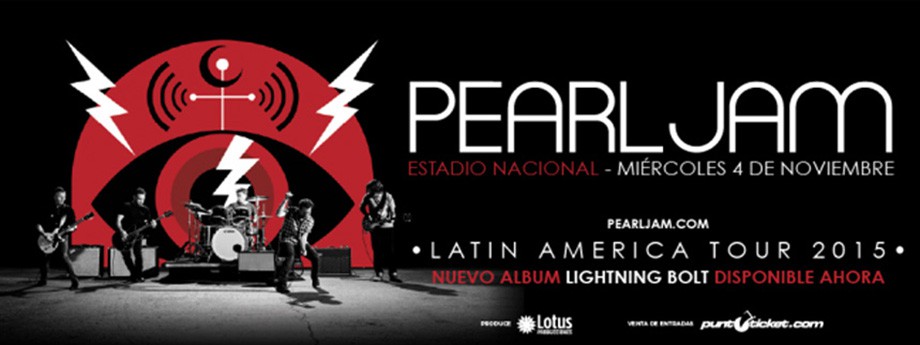 PEARL JAM
ESTADIO NACIONAL - MIÉRCOLES 4 DE NOVIEMBRE
PEARLJAM.COM
• LATIN AMERICA TOUR 2015 •
NUEVO ALBUM LIGHTNING BOLT DISPONIBLE AHORA
PRODUCE Lotus PRODUCCIONES VENTA DE ENTRADAS puntoticket.com